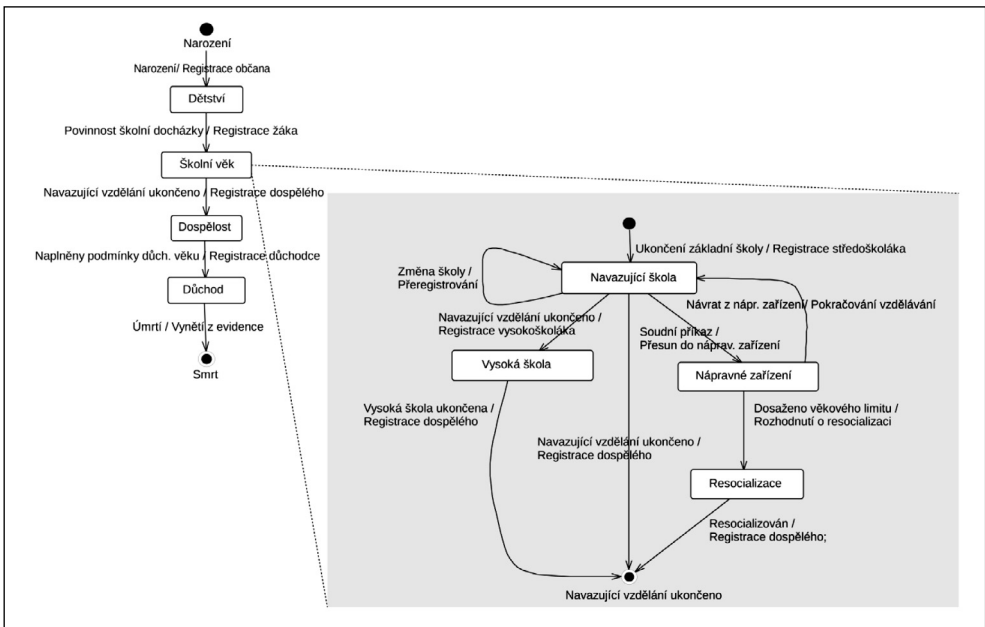 Narození
Narození/ Registrace občana
Dětství
Povinnost školní docházky / Registrace žáka
Školní věk
Navazující vzdělání ukončeno / Registrace dospělého
Dospělost
Naplněny podmínky důch. věku / Registrace důchodce
Důchod
Úmrtí / Vynětí z evidence
Smrt
Ukončení základní školy / Registrace středoškoláka
Změna školy /
Přeregistrování
Navazující škola
Návrat z nápr. zařízení/ Pokračování vzdělávání
Navazující vzdělání ukončeno /
Registrace vysokoškoláka
Soudní příkaz /
Přesun do náprav. zařízení
Vysoká škola
Nápravné zařízení
Vysoká škola ukončena /
Registrace dospělého
Dosaženo věkového limitu /
Rozhodnutí o resocializaci
Navazující vzdělání ukončeno /
Registrace dospělého
Resocializace
Resocializován /
Registrace dospělého;
Navazující vzdělání ukončeno